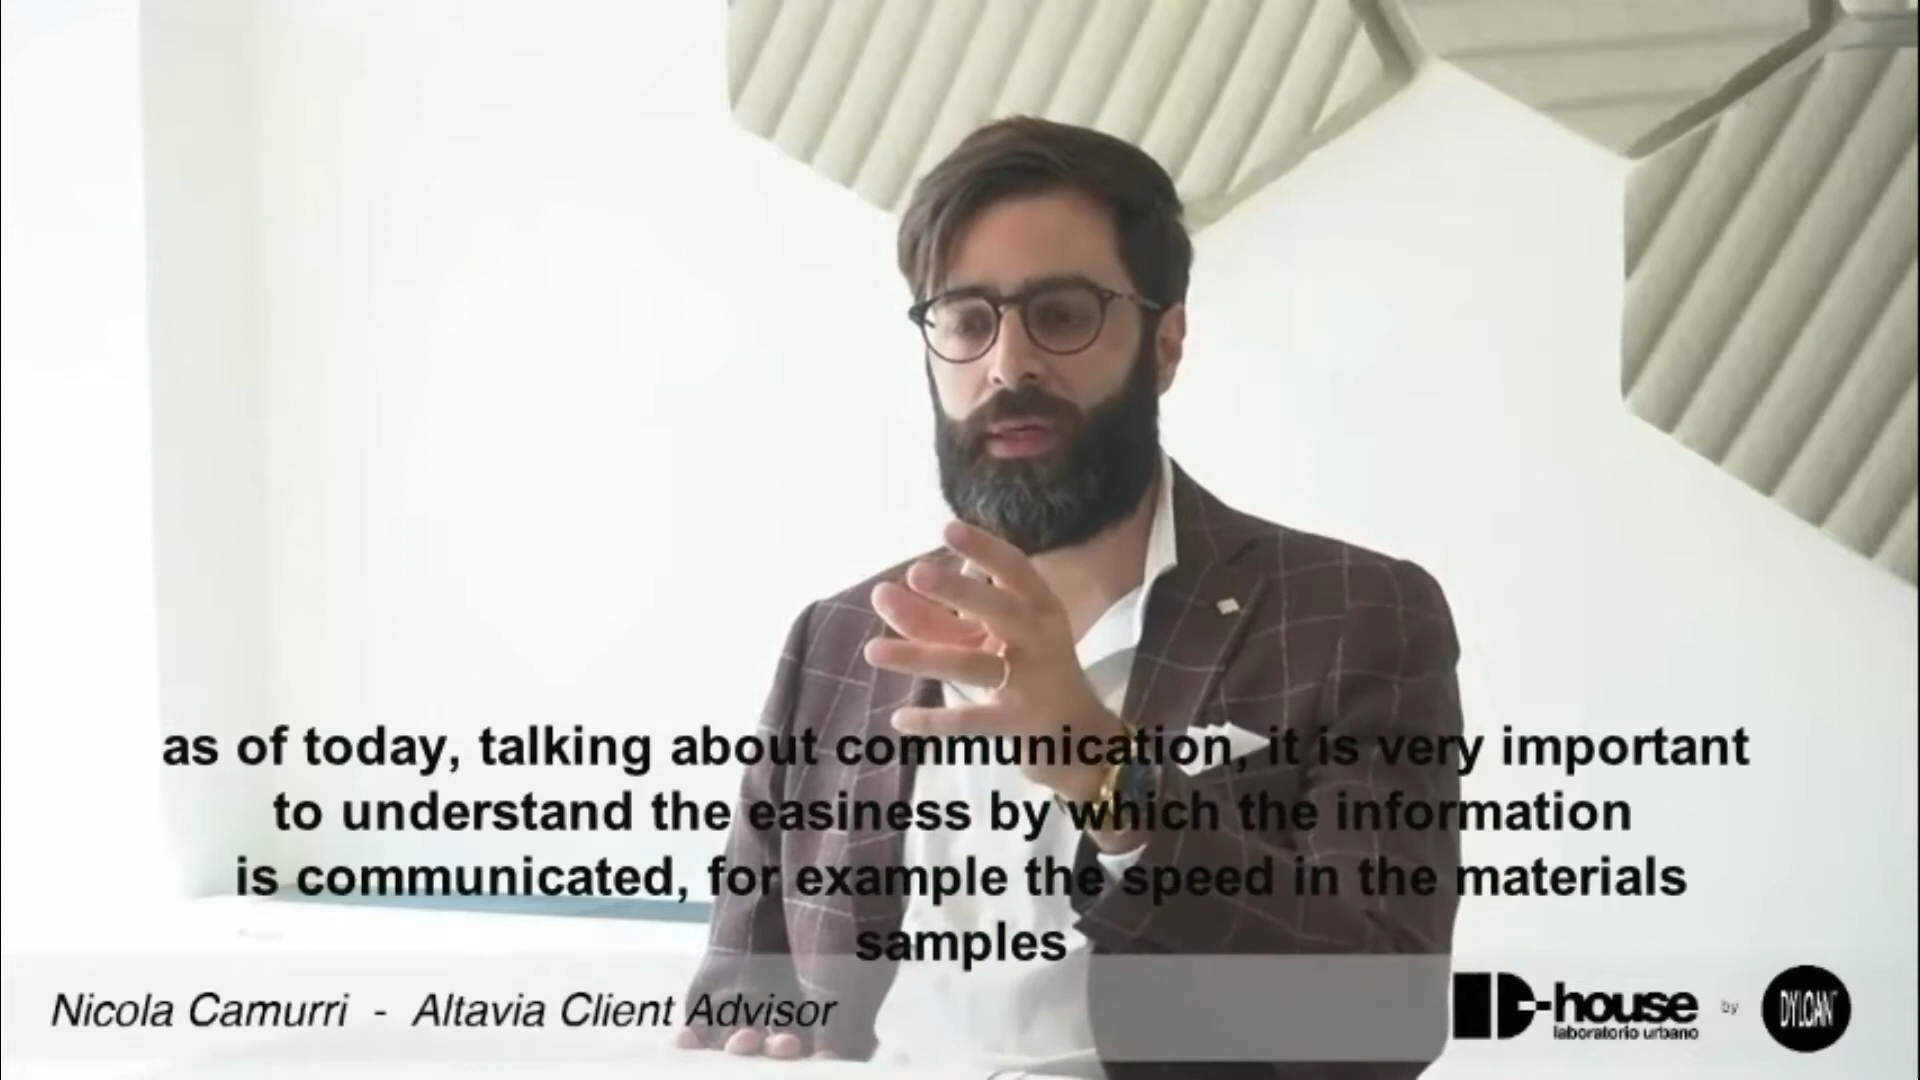 as of today, talking about communication, it is very important
to understand the easiness by which the information
is communicated, for example the speed in the materials
samples
Nicola Camurri - Altavia Client Advisor
D-house by DYLOAN
laboratorio urbano